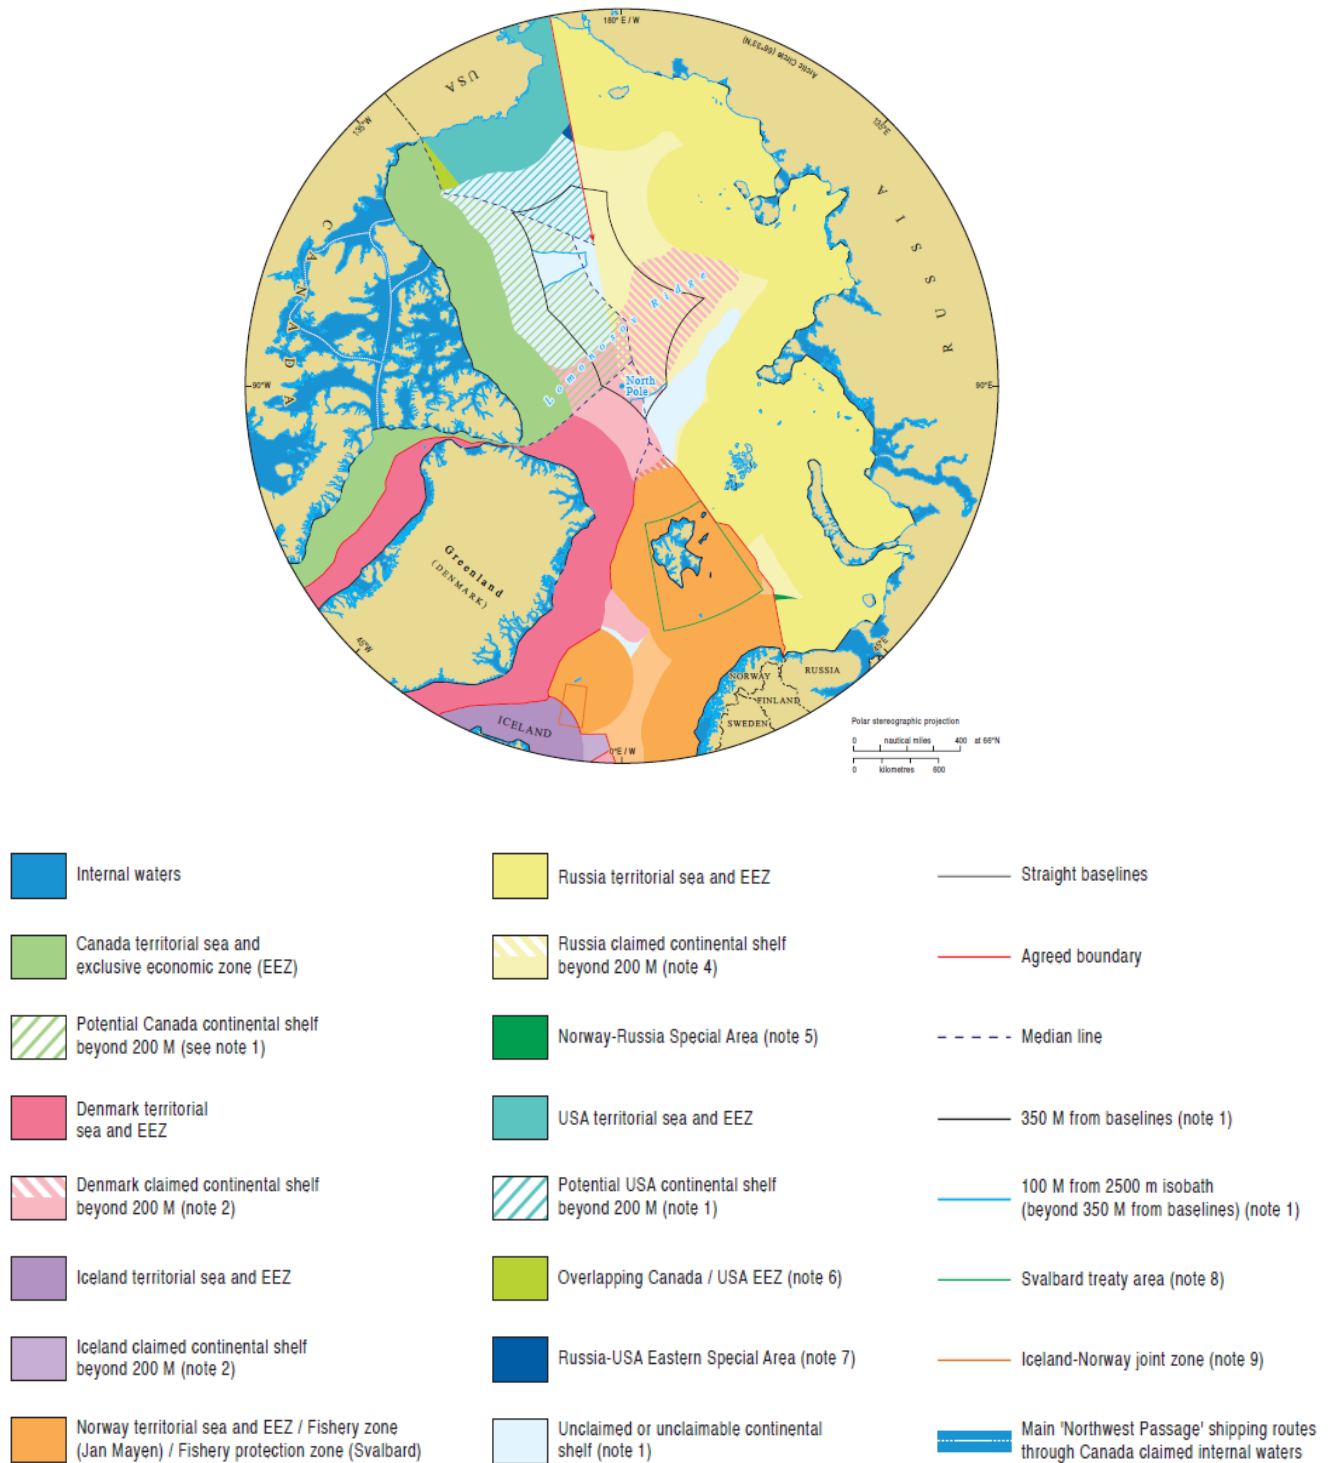 180° E / W
Arctic Circle (66°33'N)
USA
135°W
135°E
RUSSIA
CANADA
Lomonosov Ridge
90°W
North
Pole
90°E
Greenland
(DENMARK)
45°W
45°E
NORWAY
RUSSIA
FINLAND
SWEDEN
ICELAND
0°E / W
Polar stereographic projection
0 nautical miles 400 at 66°N
0 kilometres 600
Internal waters
Canada territorial sea and
exclusive economic zone (EEZ)
Potential Canada continental shelf
beyond 200 M (see note 1)
Denmark territorial
sea and EEZ
Denmark claimed continental shelf
beyond 200 M (note 2)
Iceland territorial sea and EEZ
Iceland claimed continental shelf
beyond 200 M (note 2)
Norway territorial sea and EEZ / Fishery zone
(Jan Mayen) / Fishery protection zone (Svalbard)
Russia territorial sea and EEZ
Russia claimed continental shelf
beyond 200 M (note 4)
Norway-Russia Special Area (note 5)
USA territorial sea and EEZ
Potential USA continental shelf
beyond 200 M (note 1)
Overlapping Canada / USA EEZ (note 6)
Russia-USA Eastern Special Area (note 7)
Unclaimed or unclaimable continental
shelf (note 1)
Straight baselines
Agreed boundary
Median line
350 M from baselines (note 1)
100 M from 2500 m isobath
(beyond 350 M from baselines) (note 1)
Svalbard treaty area (note 8)
Iceland-Norway joint zone (note 9)
Main 'Northwest Passage' shipping routes
through Canada claimed internal waters